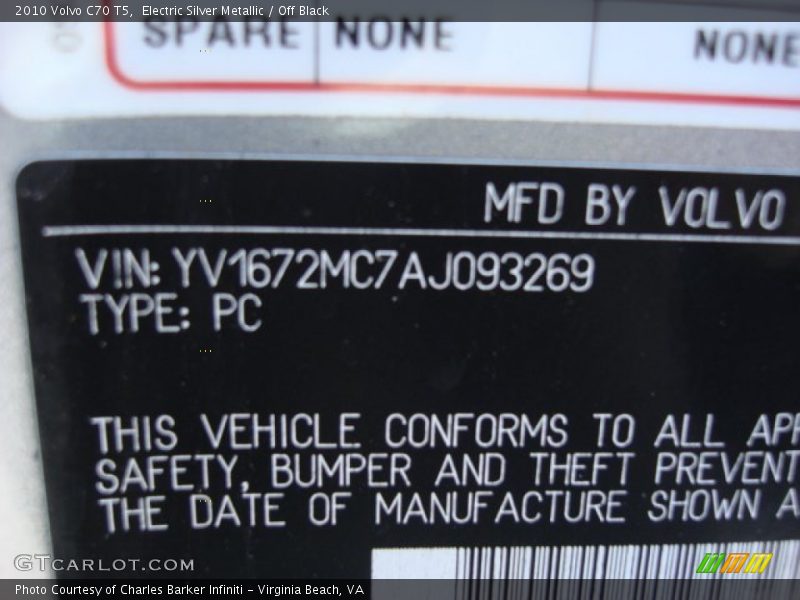 2010 Volvo C70 T5, Electric Silver Metallic / Off Black
SPARE NONE NONE
MFD BY VOLVO
VIN: YV1672MC7AJ093269
TYPE: PC
THIS VEHICLE CONFORMS TO ALL APP
SAFETY, BUMPER AND THEFT PREVENT
THE DATE OF MANUFACTURE SHOWN A
GTCARLOT.COM
Photo Courtesy of Charles Barker Infiniti - Virginia Beach, VA